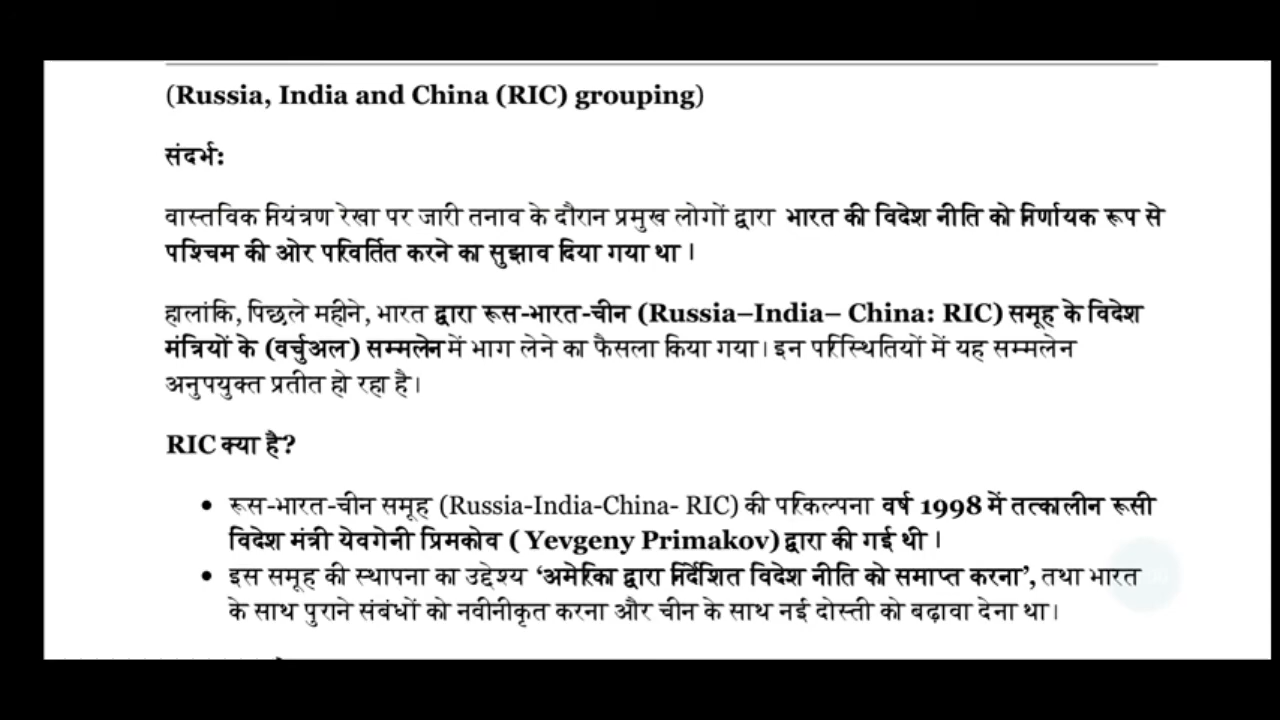 (Russia, India and China (RIC) grouping)
संदर्भ:
वास्तविक नियंत्रण रेखा पर जारी तनाव के दौरान प्रमुख लोगों द्वारा भारत की विदेश नीति को निर्णायक रूप से
पश्चिम की ओर परिवर्तित करने का सुझाव दिया गया था।
हालांकि, पिछले महीने, भारत द्वारा रूस-भारत-चीन (Russia–India– China: RIC) समूह के विदेश
मंत्रियों के (वर्चुअल) सम्मलेन में भाग लेने का फैसला किया गया। इन परिस्थितियों में यह सम्मलेन
अनुपयुक्त प्रतीत हो रहा है।
RIC क्या है?
• रूस-भारत-चीन समूह (Russia-India-China- RIC) की परिकल्पना वर्ष 1998 में तत्कालीन रूसी
विदेश मंत्री येवगेनी प्रिमकोव ( Yevgeny Primakov) द्वारा की गई थी।
• इस समूह की स्थापना का उद्देश्य ‘अमेरिका द्वारा निर्देशित विदेश नीति को समाप्त करना’, तथा भारत
के साथ पुराने संबंधों को नवीनीकृत करना और चीन के साथ नई दोस्ती को बढ़ावा देना था।